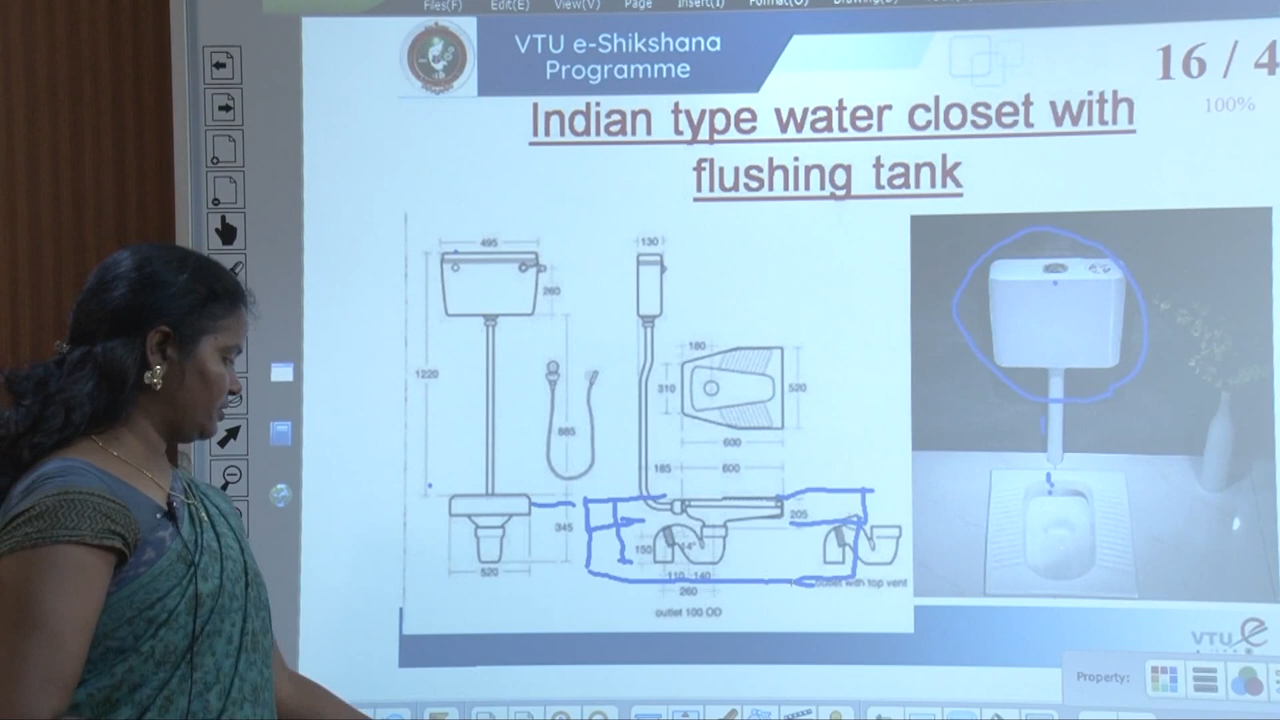 Files(F) Edit(E) View(V) Page Insert(I) Format(O)
VTU e-Shikshana
Programme
16 / 4
100%
Indian type water closet with
flushing tank
495
130
260
1220
180
310
520
885
600
185
600
205
345
150
110 140
520
260
outlet with top vent
outlet 100 OD
VTU e
Property: